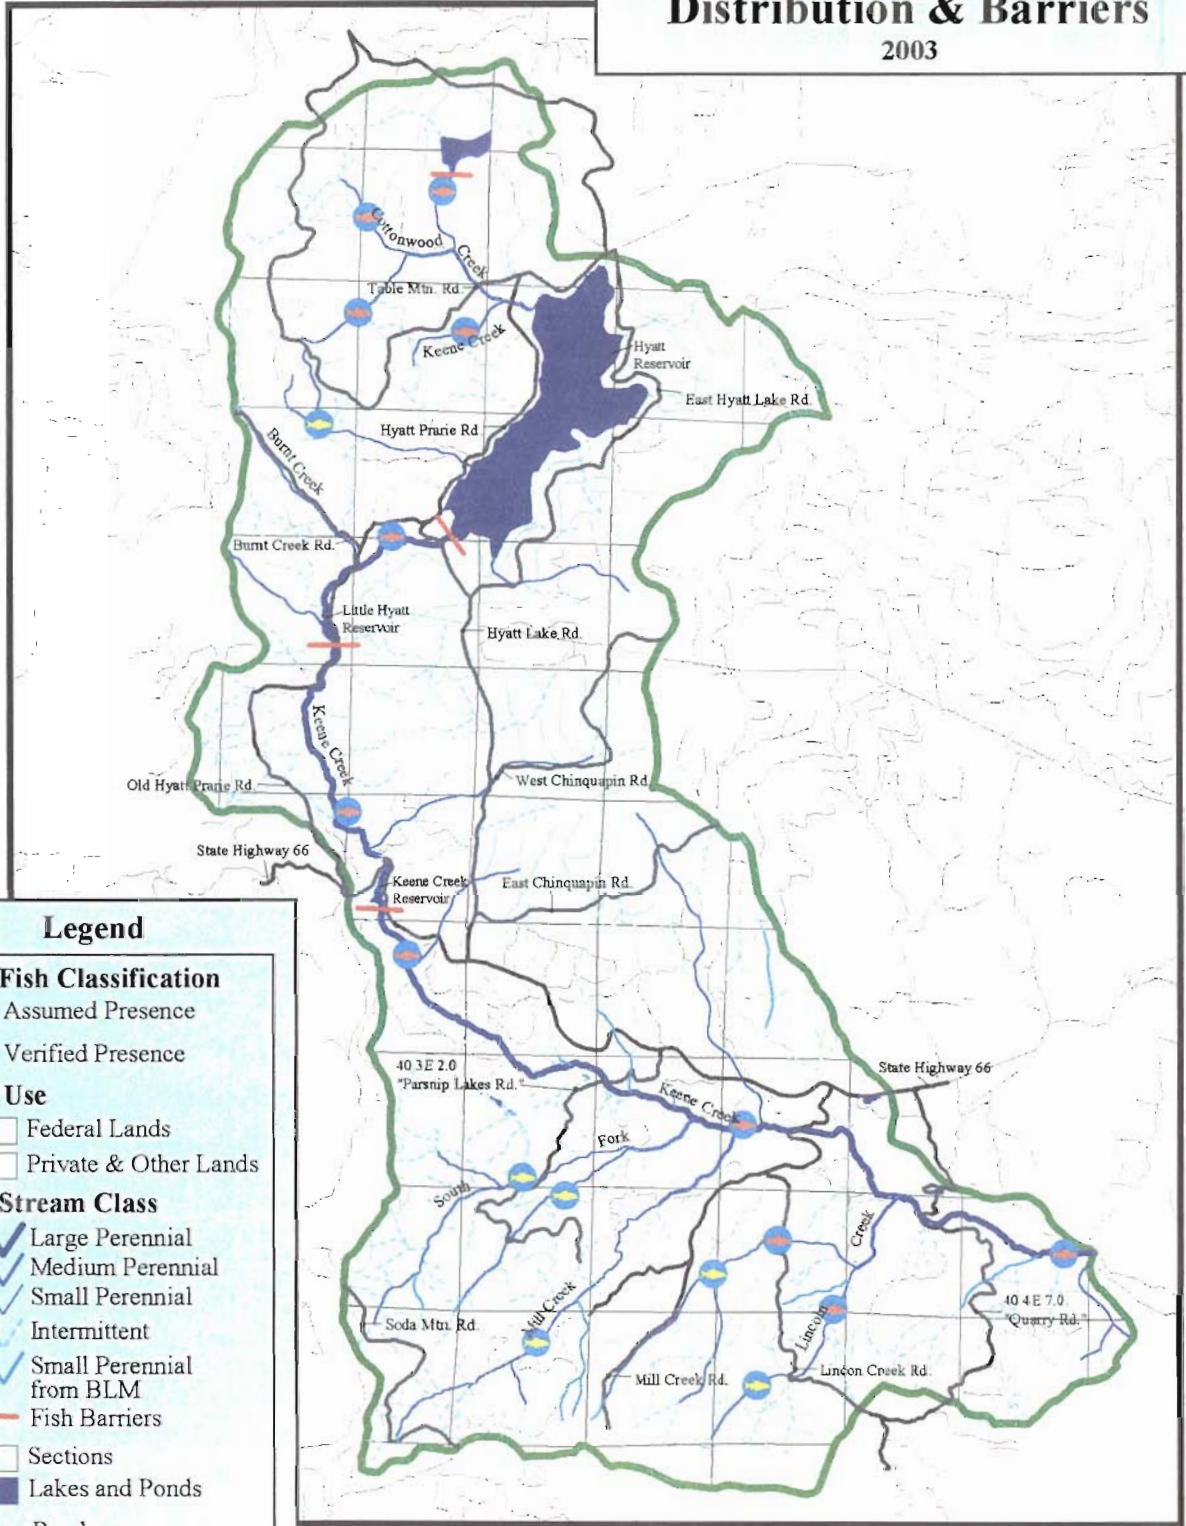 Distribution & Barriers
2003
Cottonwood
Creek
Table Mtn. Rd.
Keene Creek
Hyatt
Reservoir
East Hyatt Lake Rd.
Hyatt Prarie Rd
Burnt Creek
Burnt Creek Rd.
Little Hyatt
Reservoir
Hyatt Lake Rd.
Keene Creek
Old Hyatt Prarie Rd.
West Chinquapin Rd.
State Highway 66
Keene Creek
Reservoir
East Chinquapin Rd.
Legend
Fish Classification
Assumed Presence
Verified Presence
Use
Federal Lands
Private & Other Lands
Stream Class
Large Perennial
Medium Perennial
Small Perennial
Intermittent
Small Perennial
from BLM
Fish Barriers
Sections
Lakes and Ponds
40 3E 2.0
"Parsnip Lakes Rd."
State Highway 66
Keene Creek
Fork
South
Creek
Mill Creek
Lincoln
40 4E 7.0
"Quarry Rd."
Soda Mtn. Rd.
Mill Creek Rd.
Lincon Creek Rd.